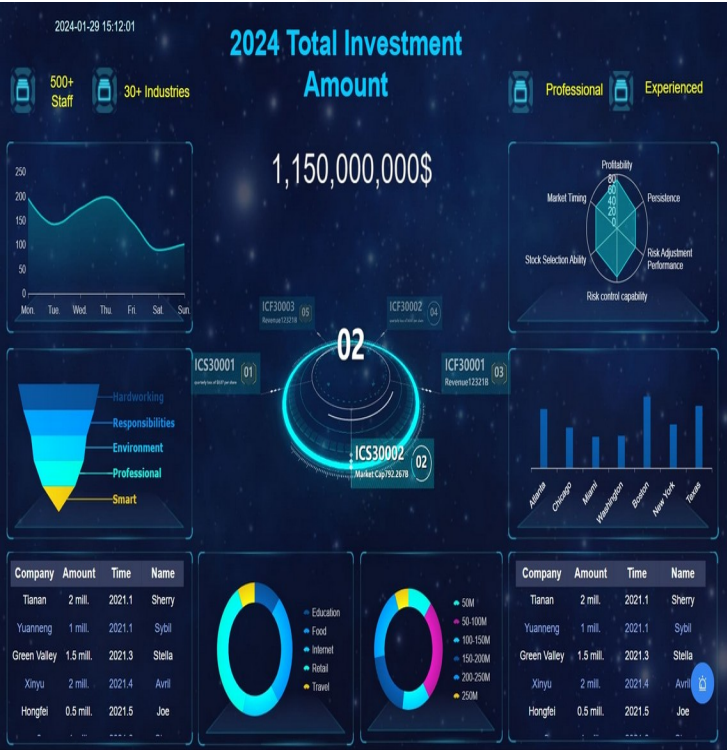 2024-01-29 15:12:01
2024 Total Investment
Amount
500+
Staff
30+ Industries
Professional
Experienced
1,150,000,000$
250
200
150
100
50
0
Mon.
Tue.
Wed.
Thu.
Fri.
Sat.
Sun.
Profitability
80
60
40
20
0
Market Timing
Persistence
Stock Selection Ability
Risk Adjustment
Performance
Risk control capability
ICF30003
Revenue12321B
05
ICF30002
04
02
ICS30001
01
ICF30001
Revenue12321B
03
ICS30002
Market Cap792.267B
02
Hardworking
Responsibilities
Environment
Professional
Smart
Atlanta
Chicago
Miami
Washington
Boston
New York
Texas
Company Amount Time Name
Tianan 2 mill. 2021.1 Sherry
Yuanneng 1 mill. 2021.1 Sybil
Green Valley 1.5 mill. 2021.3 Stella
Xinyu 2 mill. 2021.4 Avril
Hongfei 0.5 mill. 2021.5 Joe
Education
Food
Internet
Retail
Travel
50M
50-100M
100-150M
150-200M
200-250M
250M
Company Amount Time Name
Tianan 2 mill. 2021.1 Sherry
Yuanneng 1 mill. 2021.1 Sybil
Green Valley 1.5 mill. 2021.3 Stella
Xinyu 2 mill. 2021.4 Avril
Hongfei 0.5 mill. 2021.5 Joe